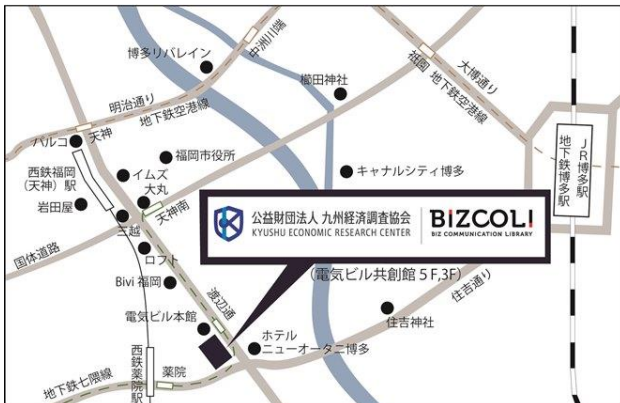 博多リバレイン
中洲川端
櫛田神社
祇園
大博通り
地下鉄空港線
明治通り
地下鉄空港線
パルコ
天神
福岡市役所
西鉄福岡
(天神)駅
イムズ
大丸
キャナルシティ博多
JR博多駅
地下鉄博多駅
岩田屋
天神南
三越
国体道路
公益財団法人 九州経済調査協会
KYUSHU ECONOMIC RESEARCH CENTER
BIZCOLI
BIZ COMMUNICATION LIBRARY
ロフト
(電気ビル共創館5F,3F)
Bivi 福岡
渡辺通
住吉通り
電気ビル本館
住吉神社
ホテル
ニューオータニ博多
西鉄薬院駅
薬院
地下鉄七隈線